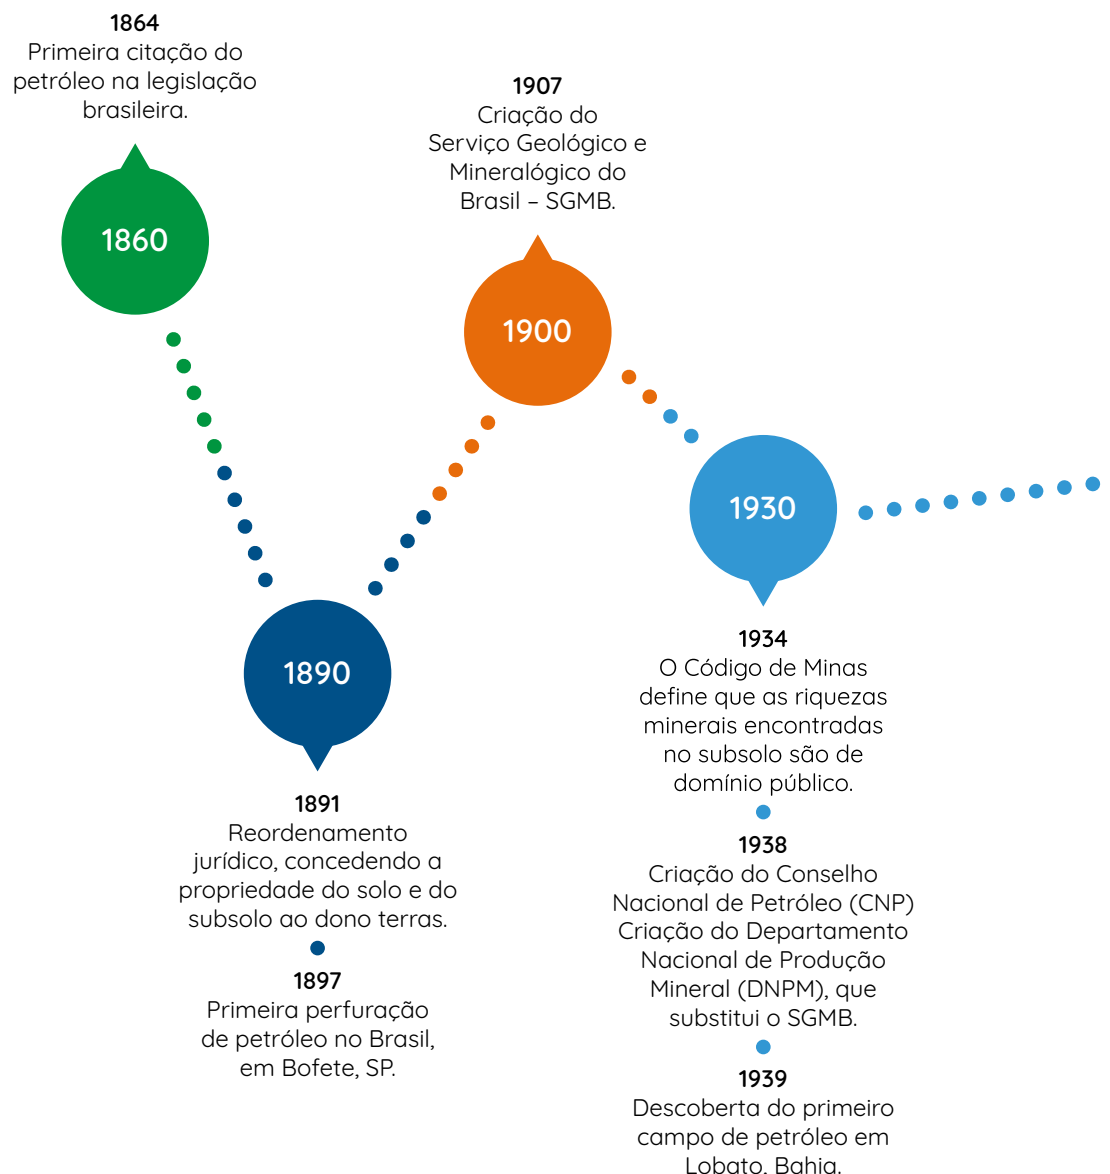 1864
Primeira citação do
petróleo na legislação
brasileira.
1860
1890
1891
Reordenamento
jurídico, concedendo a
propriedade do solo e do
subsolo ao dono terras.
1897
Primeira perfuração
de petróleo no Brasil,
em Bofete, SP.
1907
Criação do
Serviço Geológico e
Mineralógico do
Brasil – SGMB.
1900
1930
1934
O Código de Minas
define que as riquezas
minerais encontradas
no subsolo são de
domínio público.
1938
Criação do Conselho
Nacional de Petróleo (CNP)
Criação do Departamento
Nacional de Produção
Mineral (DNPM), que
substitui o SGMB.
1939
Descoberta do primeiro
campo de petróleo em
Lobato, Bahia.